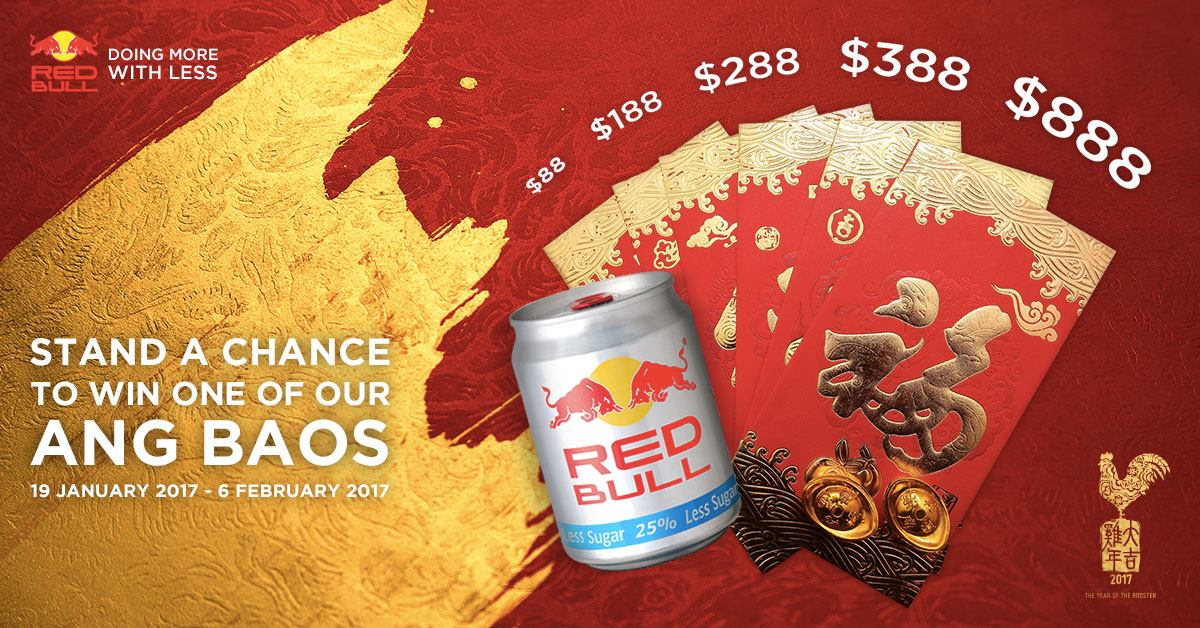 RED
BULL
DOING MORE
WITH LESS
$88
$188
$288
$388
$888
STAND A CHANCE
TO WIN ONE OF OUR
ANG BAOS
19 JANUARY 2017 - 6 FEBRUARY 2017
RED
BULL
Less Sugar 25% Less Sugar
吉
福
大吉
雞年
2017
THE YEAR OF THE ROOSTER